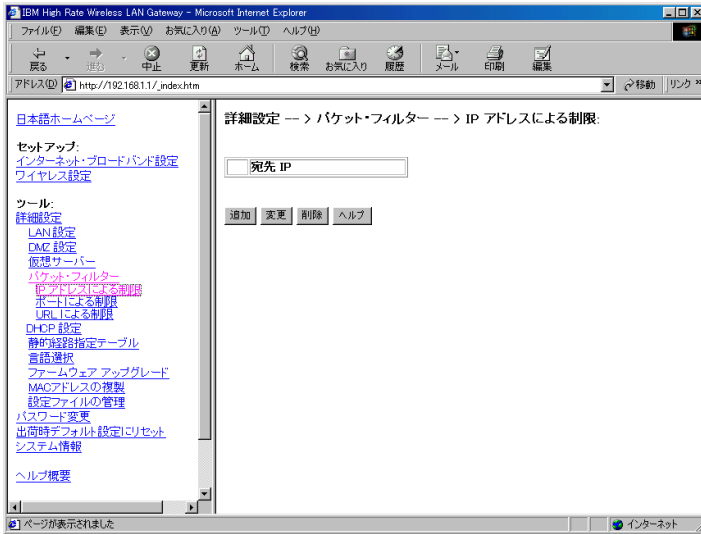 IBM High Rate Wireless LAN Gateway - Microsoft Internet Explorer
ファイル(F) 編集(E) 表示(V) お気に入り(A) ツール(T) ヘルプ(H)
戻る 進む 中止 更新 ホーム 検索 お気に入り 履歴 メール 印刷 編集
アドレス(D) http://192.168.1.1/_index.htm 移動 リンク »
日本語ホームページ
セットアップ:
インターネット・ブロードバンド設定
ワイヤレス設定
ツール:
詳細設定
LAN 設定
DMZ 設定
仮想サーバー
パケット・フィルター
IP アドレスによる制限
ポートによる制限
URL による制限
DHCP 設定
静的経路指定テーブル
言語選択
ファームウェア アップグレード
MACアドレスの複製
設定ファイルの管理
パスワード変更
出荷時デフォルト設定にリセット
システム情報
ヘルプ概要
詳細設定 -- > パケット・フィルター -- > IP アドレスによる制限:
宛先 IP
追加 変更 削除 ヘルプ
ページが表示されました インターネット